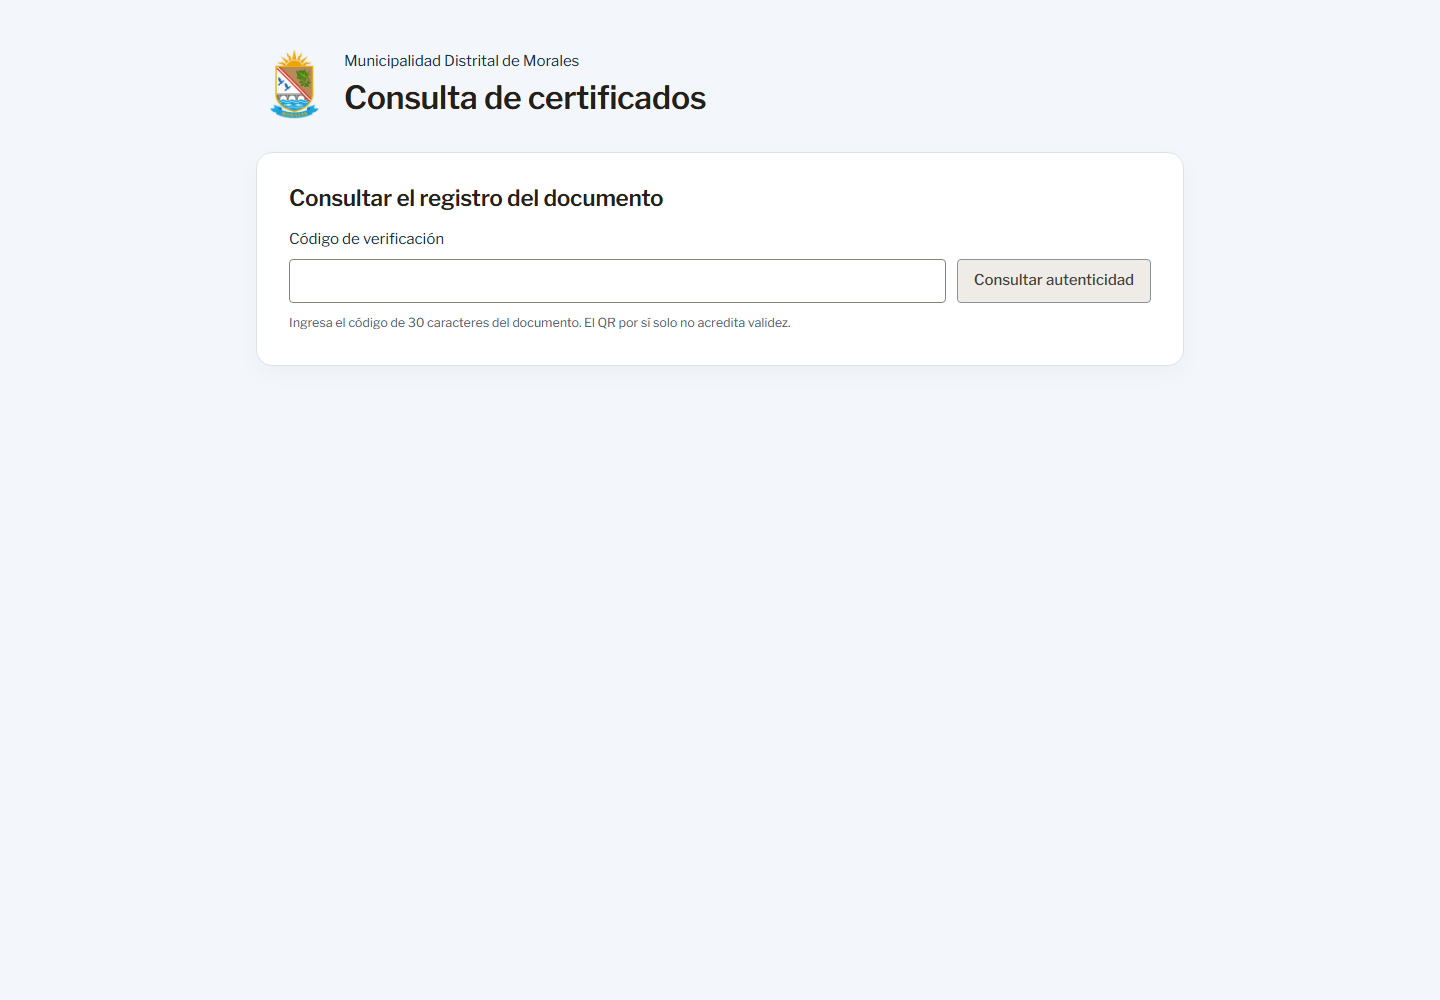 Municipalidad Distrital de Morales
Consulta de certificados
Consultar el registro del documento
Código de verificación
Consultar autenticidad
Ingresa el código de 30 caracteres del documento. El QR por sí solo no acredita validez.